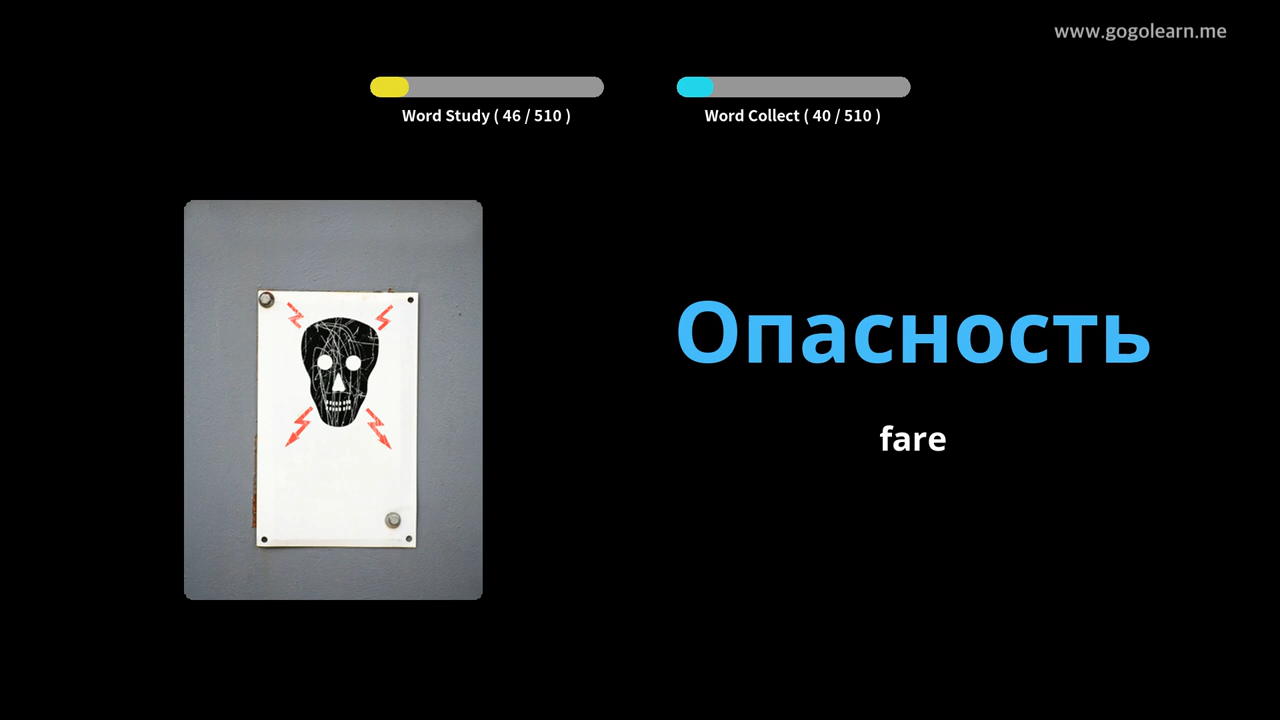 www.gogolearn.me
Word Study ( 46 / 510 )
Word Collect ( 40 / 510 )
Опасность
fare